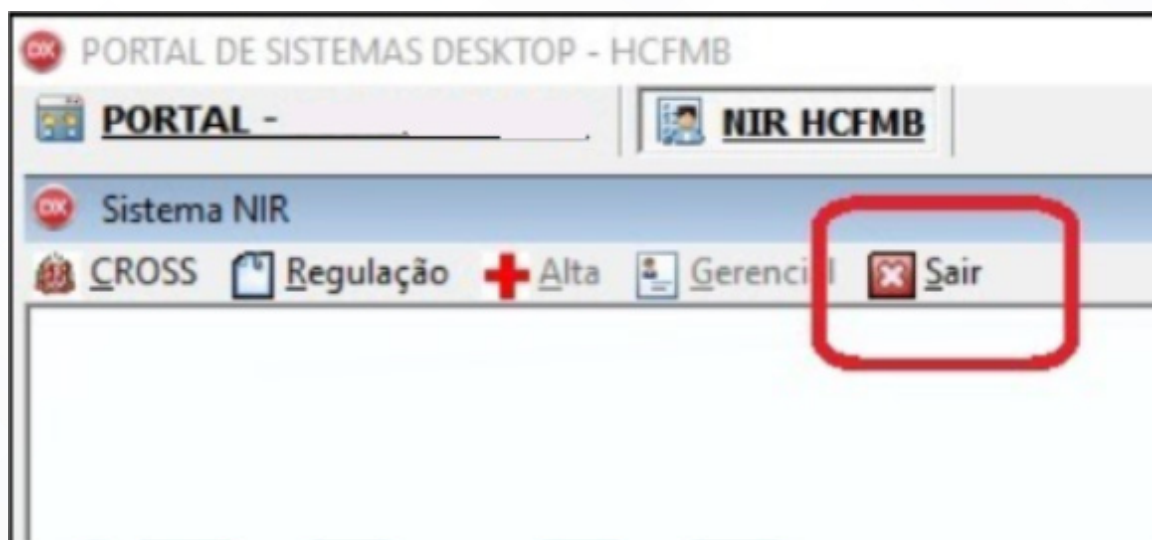 PORTAL DE SISTEMAS DESKTOP - HCFMB
PORTAL - NIR HCFMB
Sistema NIR
CROSS Regulação Alta Gerencial Sair